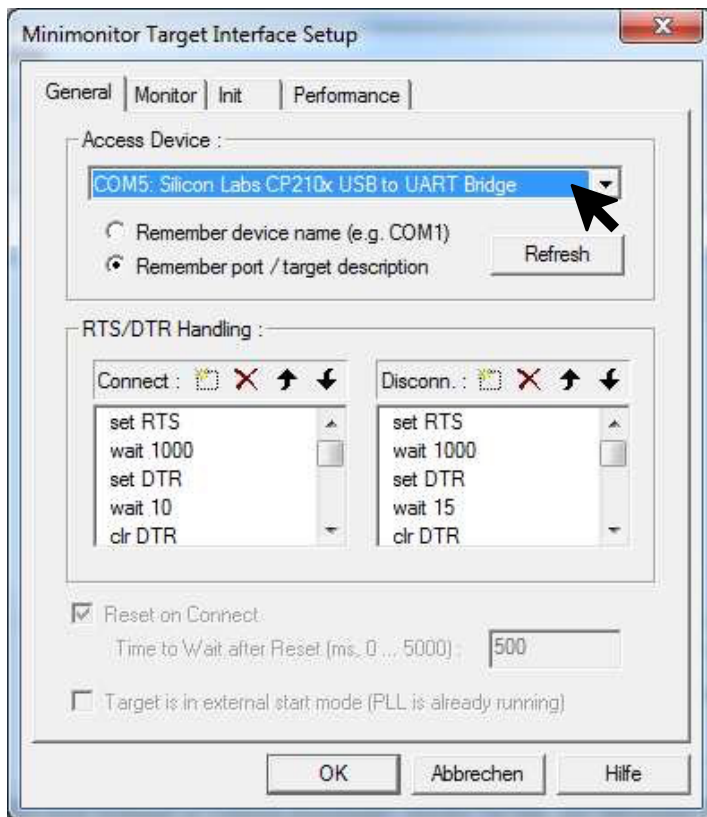 Minimonitor Target Interface Setup
General Monitor Init Performance
Access Device :
COM5: Silicon Labs CP210x USB to UART Bridge
Remember device name (e.g. COM1)
Remember port / target description
Refresh
RTS/DTR Handling :
Connect : Disconn. :
set RTS set RTS
wait 1000 wait 1000
set DTR set DTR
wait 10 wait 15
clr DTR clr DTR
Reset on Connect
Time to Wait after Reset (ms, 0 ... 5000) : 500
Target is in external start mode (PLL is already running)
OK Abbrechen Hilfe